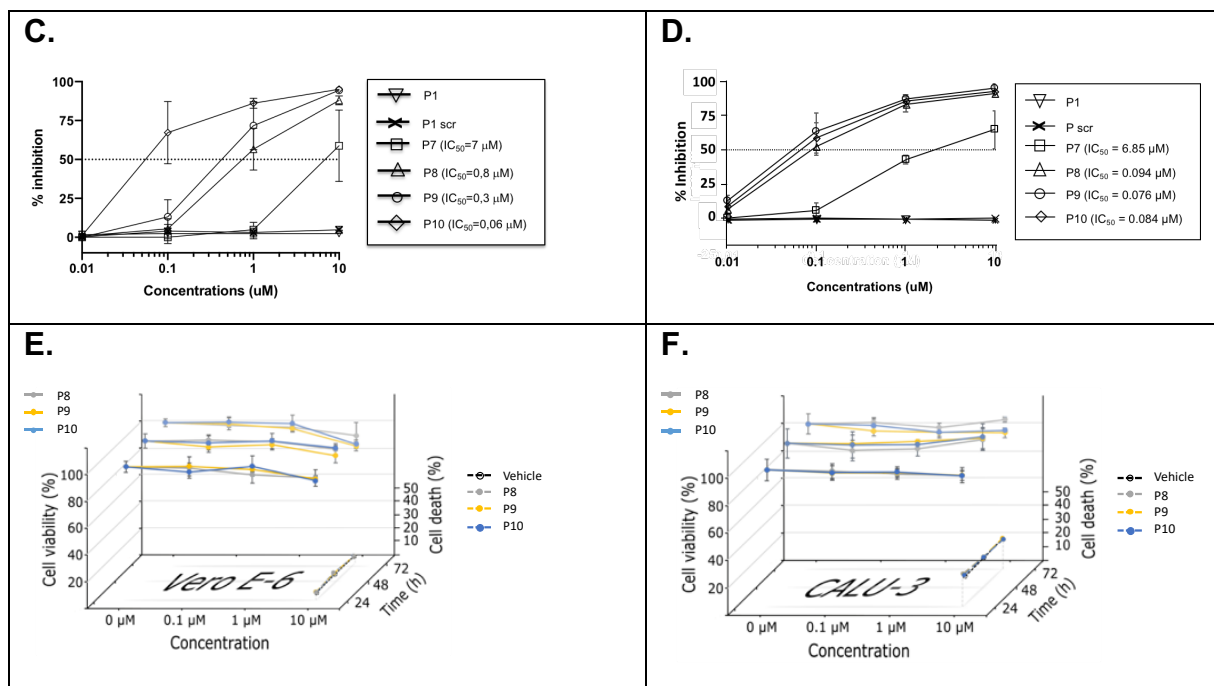 C.
% inhibition
100
75
50
25
0
0.01
0.1
1
10
Concentrations (uM)
P1
P1 scr
P7 (IC50=7 µM)
P8 (IC50=0,8 µM)
P9 (IC50=0,3 µM)
P10 (IC50=0,06 µM)
D.
% Inhibition
100
75
50
25
0
0.01
0.1
1
10
Concentrations (uM)
P1
P scr
P7 (IC50 = 6.85 µM)
P8 (IC50 = 0.094 µM)
P9 (IC50 = 0.076 µM)
P10 (IC50 = 0.084 µM)
E.
P8
P9
P10
Cell viability (%)
100
80
60
40
20
Cell death (%)
50
40
30
20
10
Vero E-6
72
48
24
Time (h)
0 µM
0.1 µM
1 µM
10 µM
Concentration
Vehicle
P8
P9
P10
F.
P8
P9
P10
Cell viability (%)
100
80
60
40
20
Cell death (%)
50
40
30
20
10
CALU-3
72
48
24
Time (h)
0 µM
0.1 µM
1 µM
10 µM
Concentration
Vehicle
P8
P9
P10